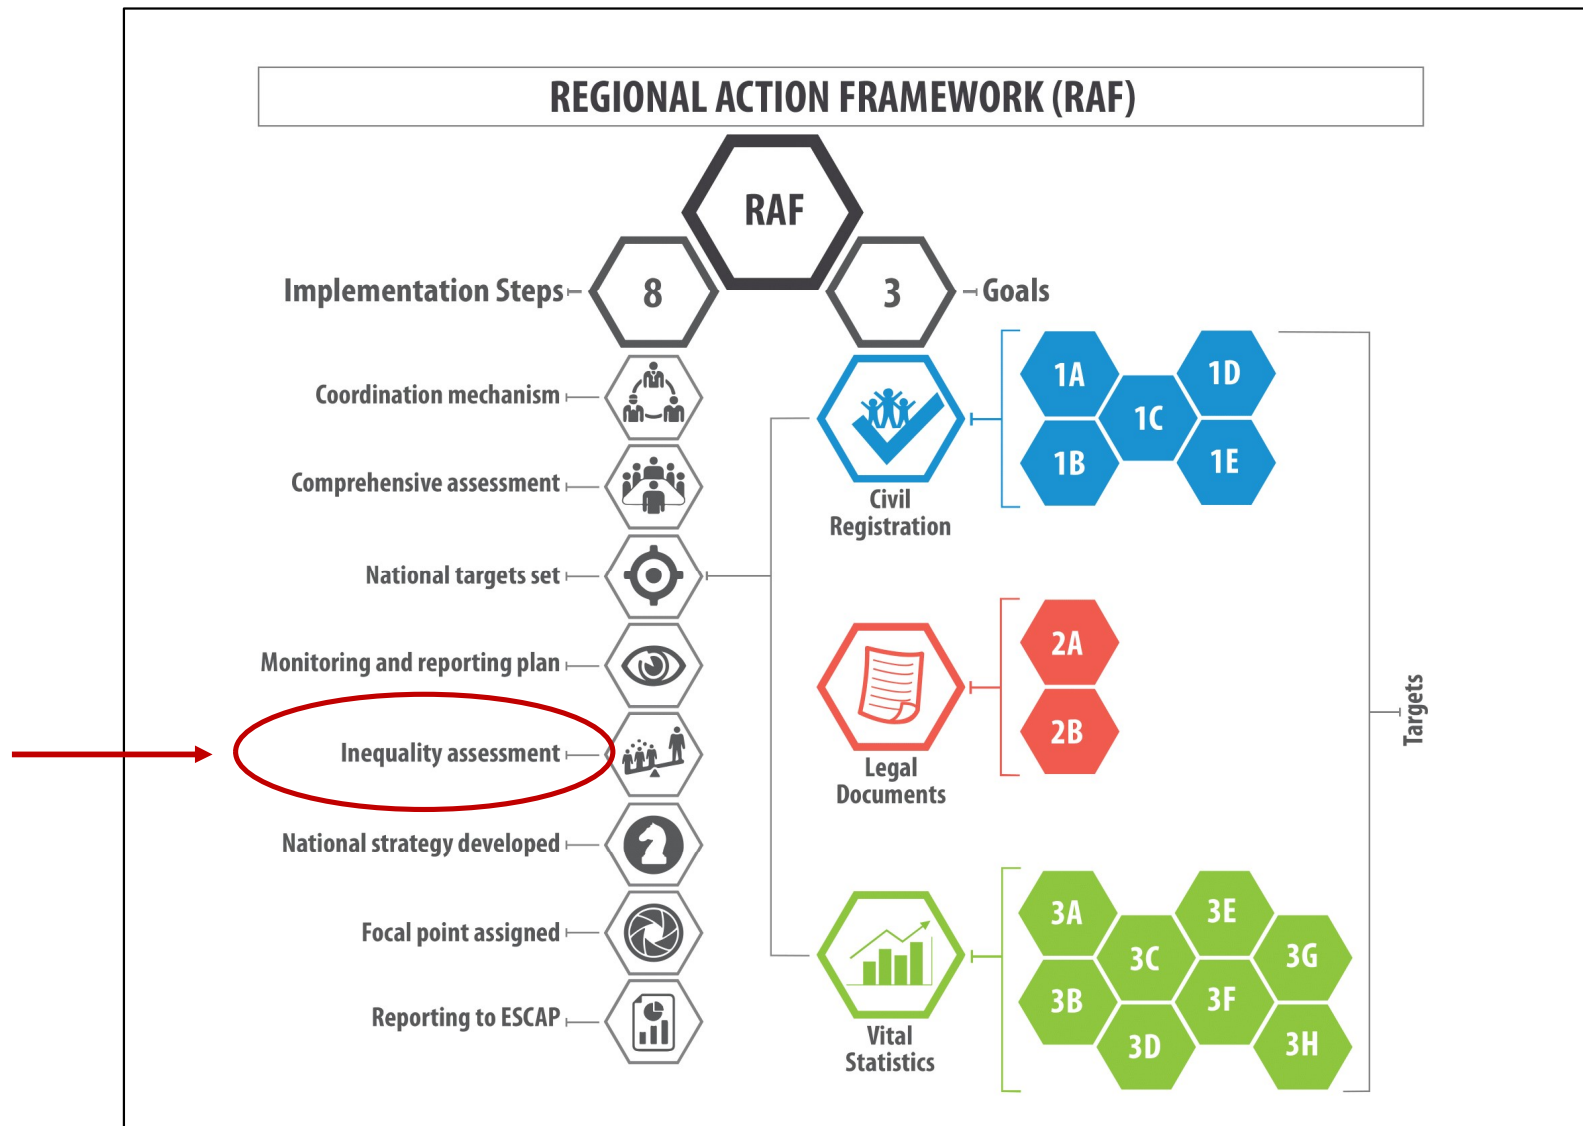 REGIONAL ACTION FRAMEWORK (RAF)
RAF
Implementation Steps
8
3
Goals
Coordination mechanism
Comprehensive assessment
National targets set
Monitoring and reporting plan
Inequality assessment
National strategy developed
Focal point assigned
Reporting to ESCAP
Civil
Registration
1A
1B
1C
1D
1E
Legal
Documents
2A
2B
Vital
Statistics
3A
3B
3C
3D
3E
3F
3G
3H
Targets